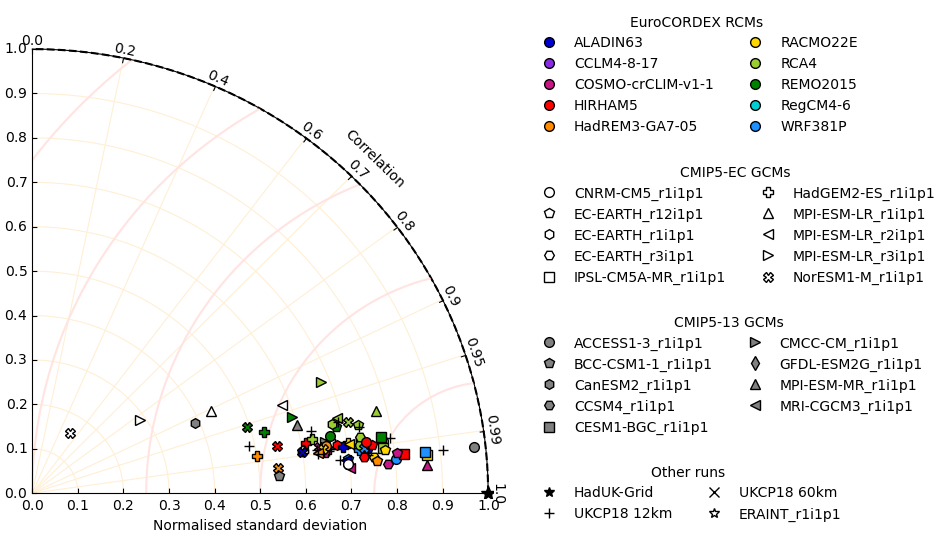 0.0
0.2
0.4
0.6
Correlation
0.7
0.8
0.9
0.95
0.99
1.0
1.0
0.9
0.8
0.7
0.6
0.5
0.4
0.3
0.2
0.1
0.0
0.0 0.1 0.2 0.3 0.4 0.5 0.6 0.7 0.8 0.9 1.0
Normalised standard deviation
EuroCORDEX RCMs
ALADIN63 RACMO22E
CCLM4-8-17 RCA4
COSMO-crCLIM-v1-1 REMO2015
HIRHAM5 RegCM4-6
HadREM3-GA7-05 WRF381P
CMIP5-EC GCMs
CNRM-CM5_r1i1p1 HadGEM2-ES_r1i1p1
EC-EARTH_r12i1p1 MPI-ESM-LR_r1i1p1
EC-EARTH_r1i1p1 MPI-ESM-LR_r2i1p1
EC-EARTH_r3i1p1 MPI-ESM-LR_r3i1p1
IPSL-CM5A-MR_r1i1p1 NorESM1-M_r1i1p1
CMIP5-13 GCMs
ACCESS1-3_r1i1p1 CMCC-CM_r1i1p1
BCC-CSM1-1_r1i1p1 GFDL-ESM2G_r1i1p1
CanESM2_r1i1p1 MPI-ESM-MR_r1i1p1
CCSM4_r1i1p1 MRI-CGCM3_r1i1p1
CESM1-BGC_r1i1p1
Other runs
HadUK-Grid UKCP18 60km
UKCP18 12km ERAINT_r1i1p1